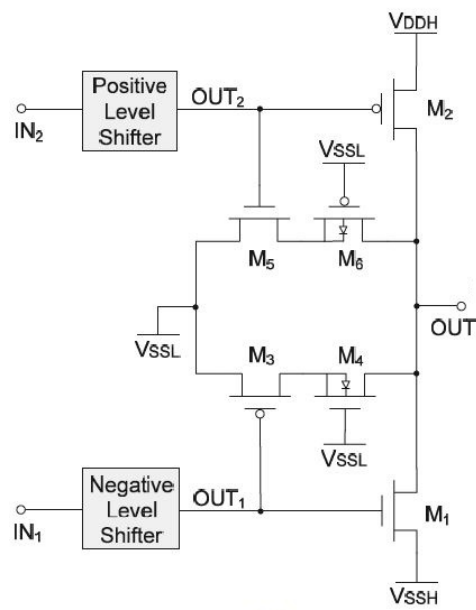 VDDH
Positive
Level
Shifter
OUT2
IN2
M2
VSSL
M5
M6
OUT
VSSL
M3
M4
VSSL
Negative
Level
Shifter
OUT1
IN1
M1
VSSH